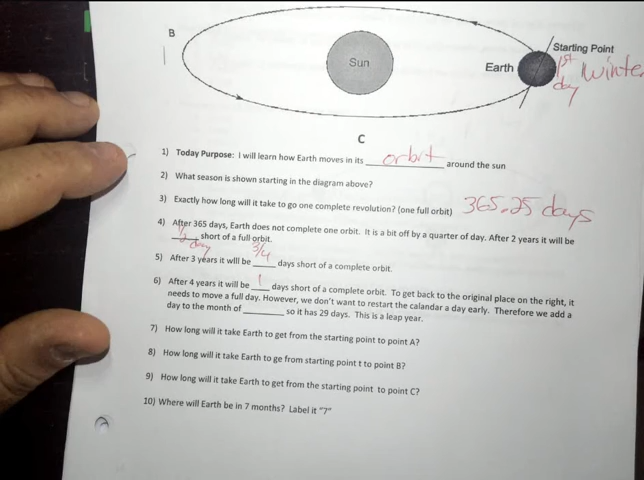 B
Sun
Earth
Starting Point
1st
day
Winte
C
1) Today Purpose: I will learn how Earth moves in its orbit around the sun
2) What season is shown starting in the diagram above?
3) Exactly how long will it take to go one complete revolution? (one full orbit) 365.25 days
4) After 365 days, Earth does not complete one orbit. It is a bit off by a quarter of day. After 2 years it will be
1/2 day short of a full orbit.
5) After 3 years it will be 3/4 days short of a complete orbit.
6) After 4 years it will be 1 days short of a complete orbit. To get back to the original place on the right, it
needs to move a full day. However, we don't want to restart the calandar a day early. Therefore we add a
day to the month of ________ so it has 29 days. This is a leap year.
7) How long will it take Earth to get from the starting point to point A?
8) How long will it take Earth to ge from starting point t to point B?
9) How long will it take Earth to get from the starting point to point C?
10) Where will Earth be in 7 months? Label it "7"